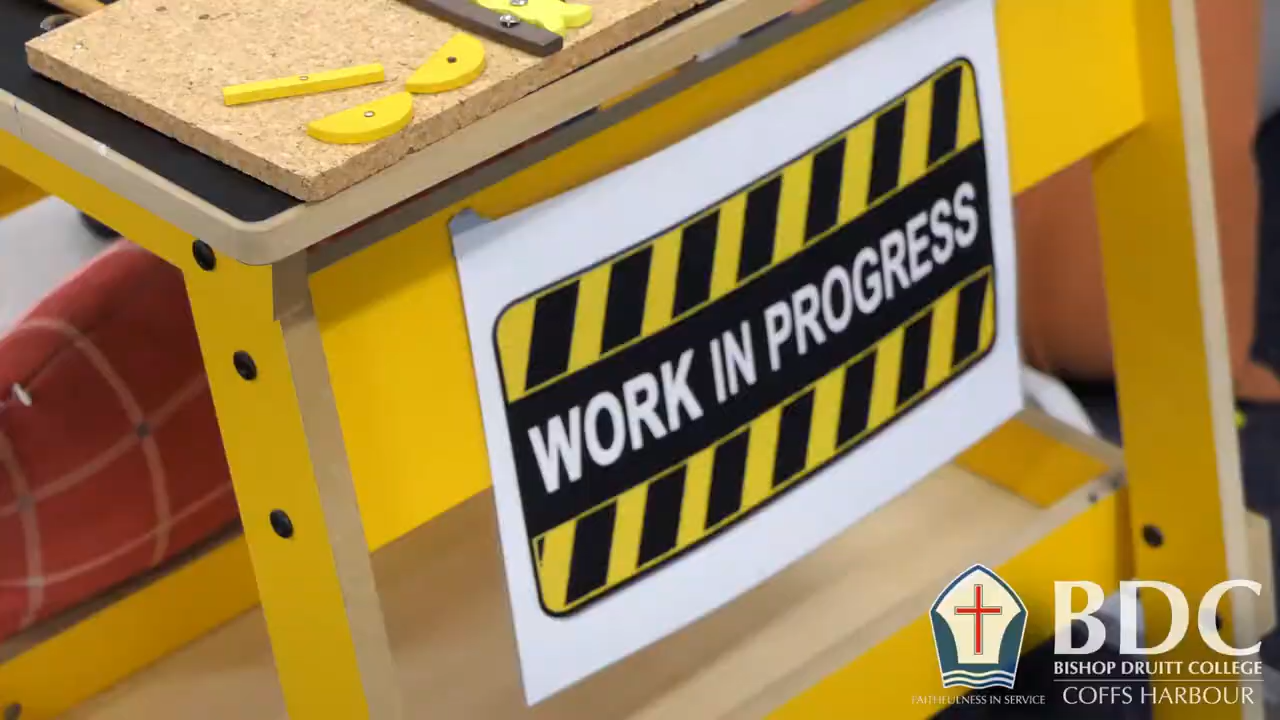 WORK IN PROGRESS
BDC
BISHOP DRUITT COLLEGE
COFFS HARBOUR
FAITHFULNESS IN SERVICE